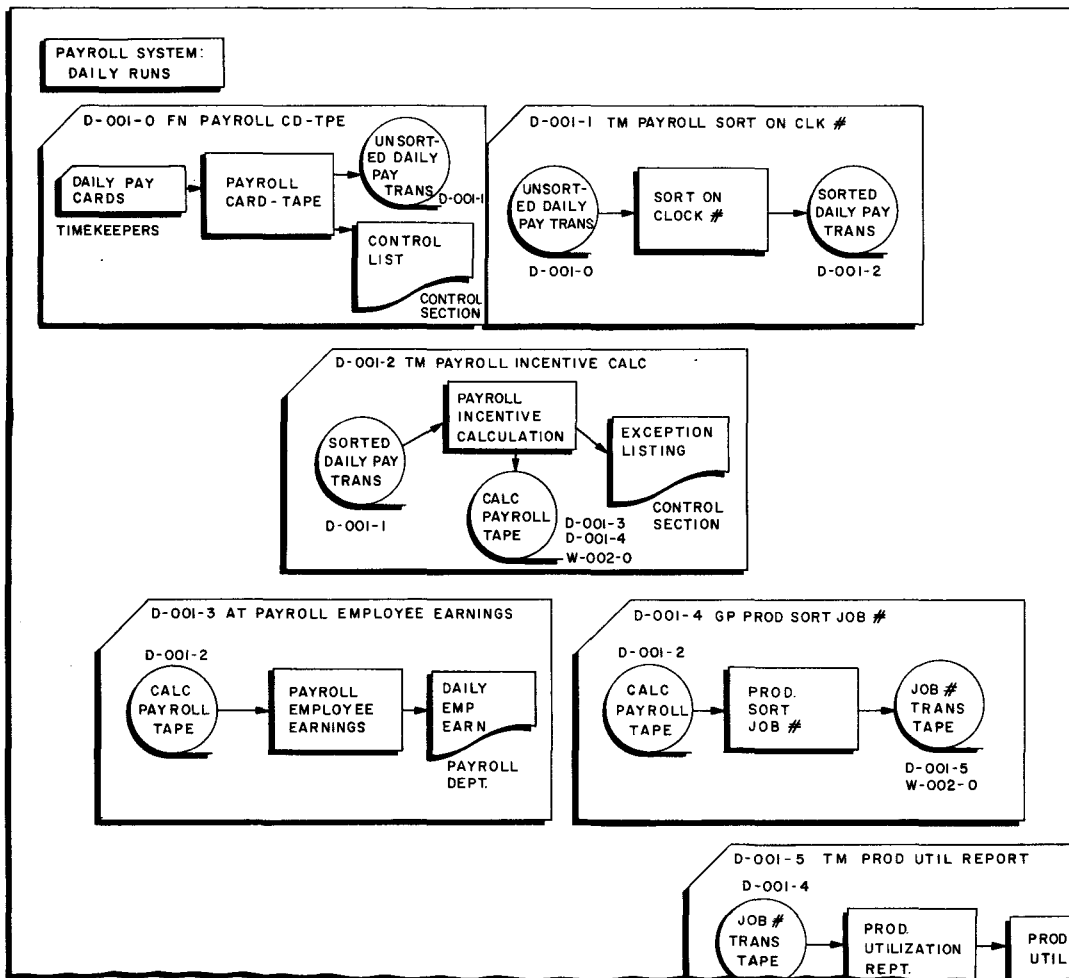 PAYROLL SYSTEM:
DAILY RUNS
D-001-0 FN PAYROLL CD-TPE
DAILY PAY
CARDS
TIMEKEEPERS
PAYROLL
CARD-TAPE
UNSORT-
ED DAILY
PAY
TRANS
D-001-1
CONTROL
LIST
CONTROL
SECTION
D-001-1 TM PAYROLL SORT ON CLK #
UNSORT-
ED DAILY
PAY TRANS
D-001-0
SORT ON
CLOCK #
SORTED
DAILY PAY
TRANS
D-001-2
D-001-2 TM PAYROLL INCENTIVE CALC
SORTED
DAILY PAY
TRANS
D-001-1
PAYROLL
INCENTIVE
CALCULATION
CALC
PAYROLL
TAPE
D-001-3
D-001-4
W-002-0
EXCEPTION
LISTING
CONTROL
SECTION
D-001-3 AT PAYROLL EMPLOYEE EARNINGS
D-001-2
CALC
PAYROLL
TAPE
PAYROLL
EMPLOYEE
EARNINGS
DAILY
EMP
EARN
PAYROLL
DEPT.
D-001-4 GP PROD SORT JOB #
D-001-2
CALC
PAYROLL
TAPE
PROD.
SORT
JOB #
JOB #
TRANS
TAPE
D-001-5
W-002-0
D-001-5 TM PROD UTIL REPORT
D-001-4
JOB #
TRANS
TAPE
PROD.
UTILIZATION
REPT.
PROD
UTIL